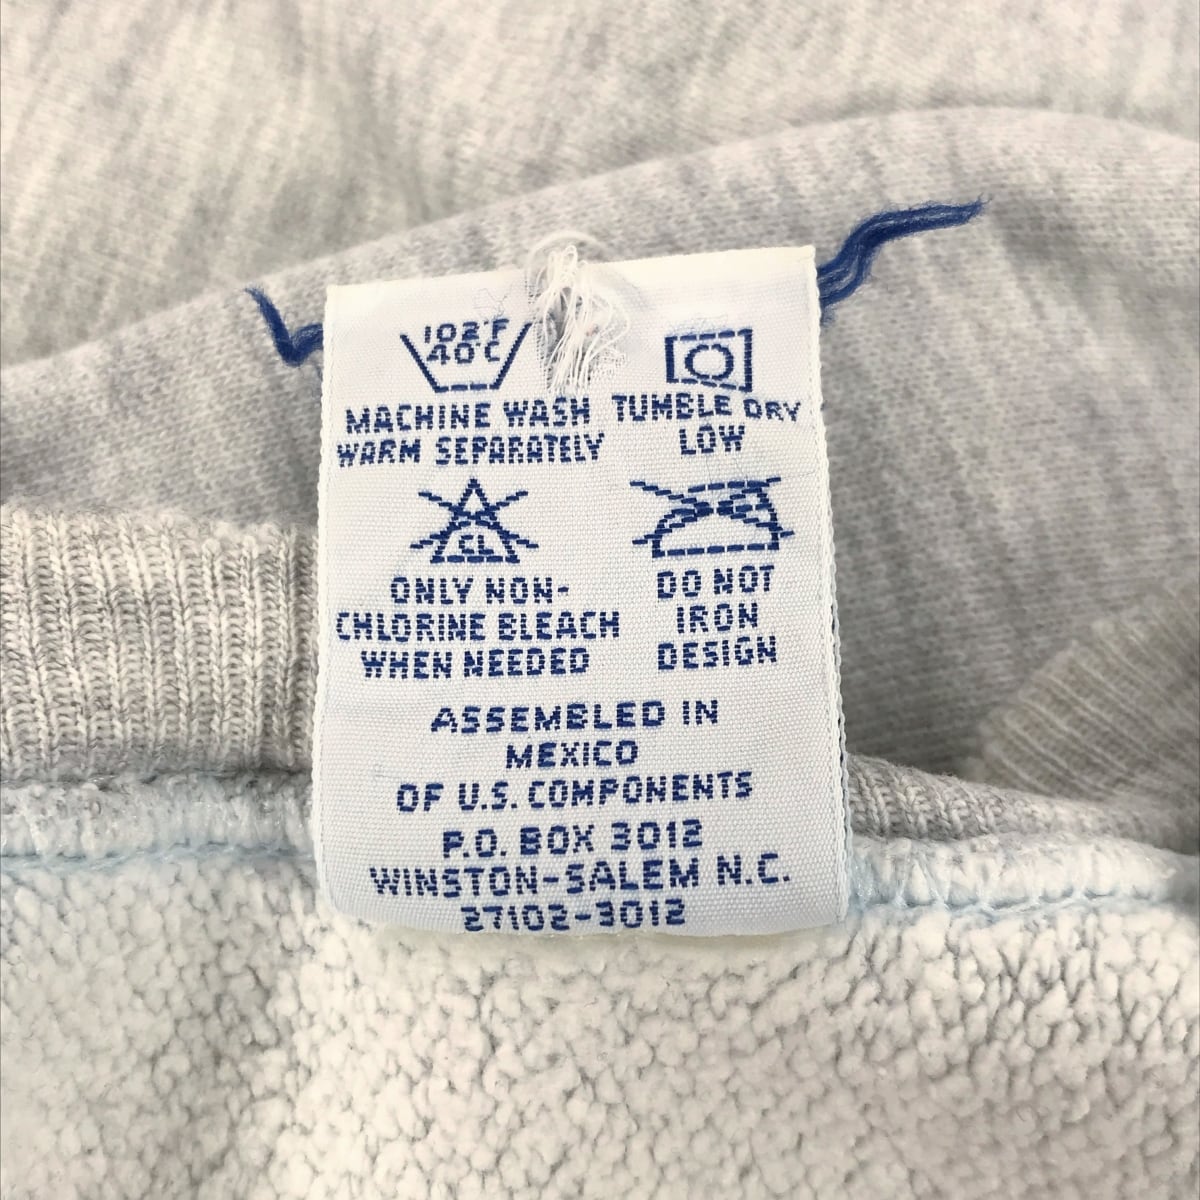 102°F
40°C
MACHINE WASH
WARM SEPARATELY
TUMBLE DRY
LOW
CL
ONLY NON-
CHLORINE BLEACH
WHEN NEEDED
DO NOT
IRON
DESIGN
ASSEMBLED IN
MEXICO
OF U.S. COMPONENTS
P.O. BOX 3012
WINSTON-SALEM N.C.
27102-3012